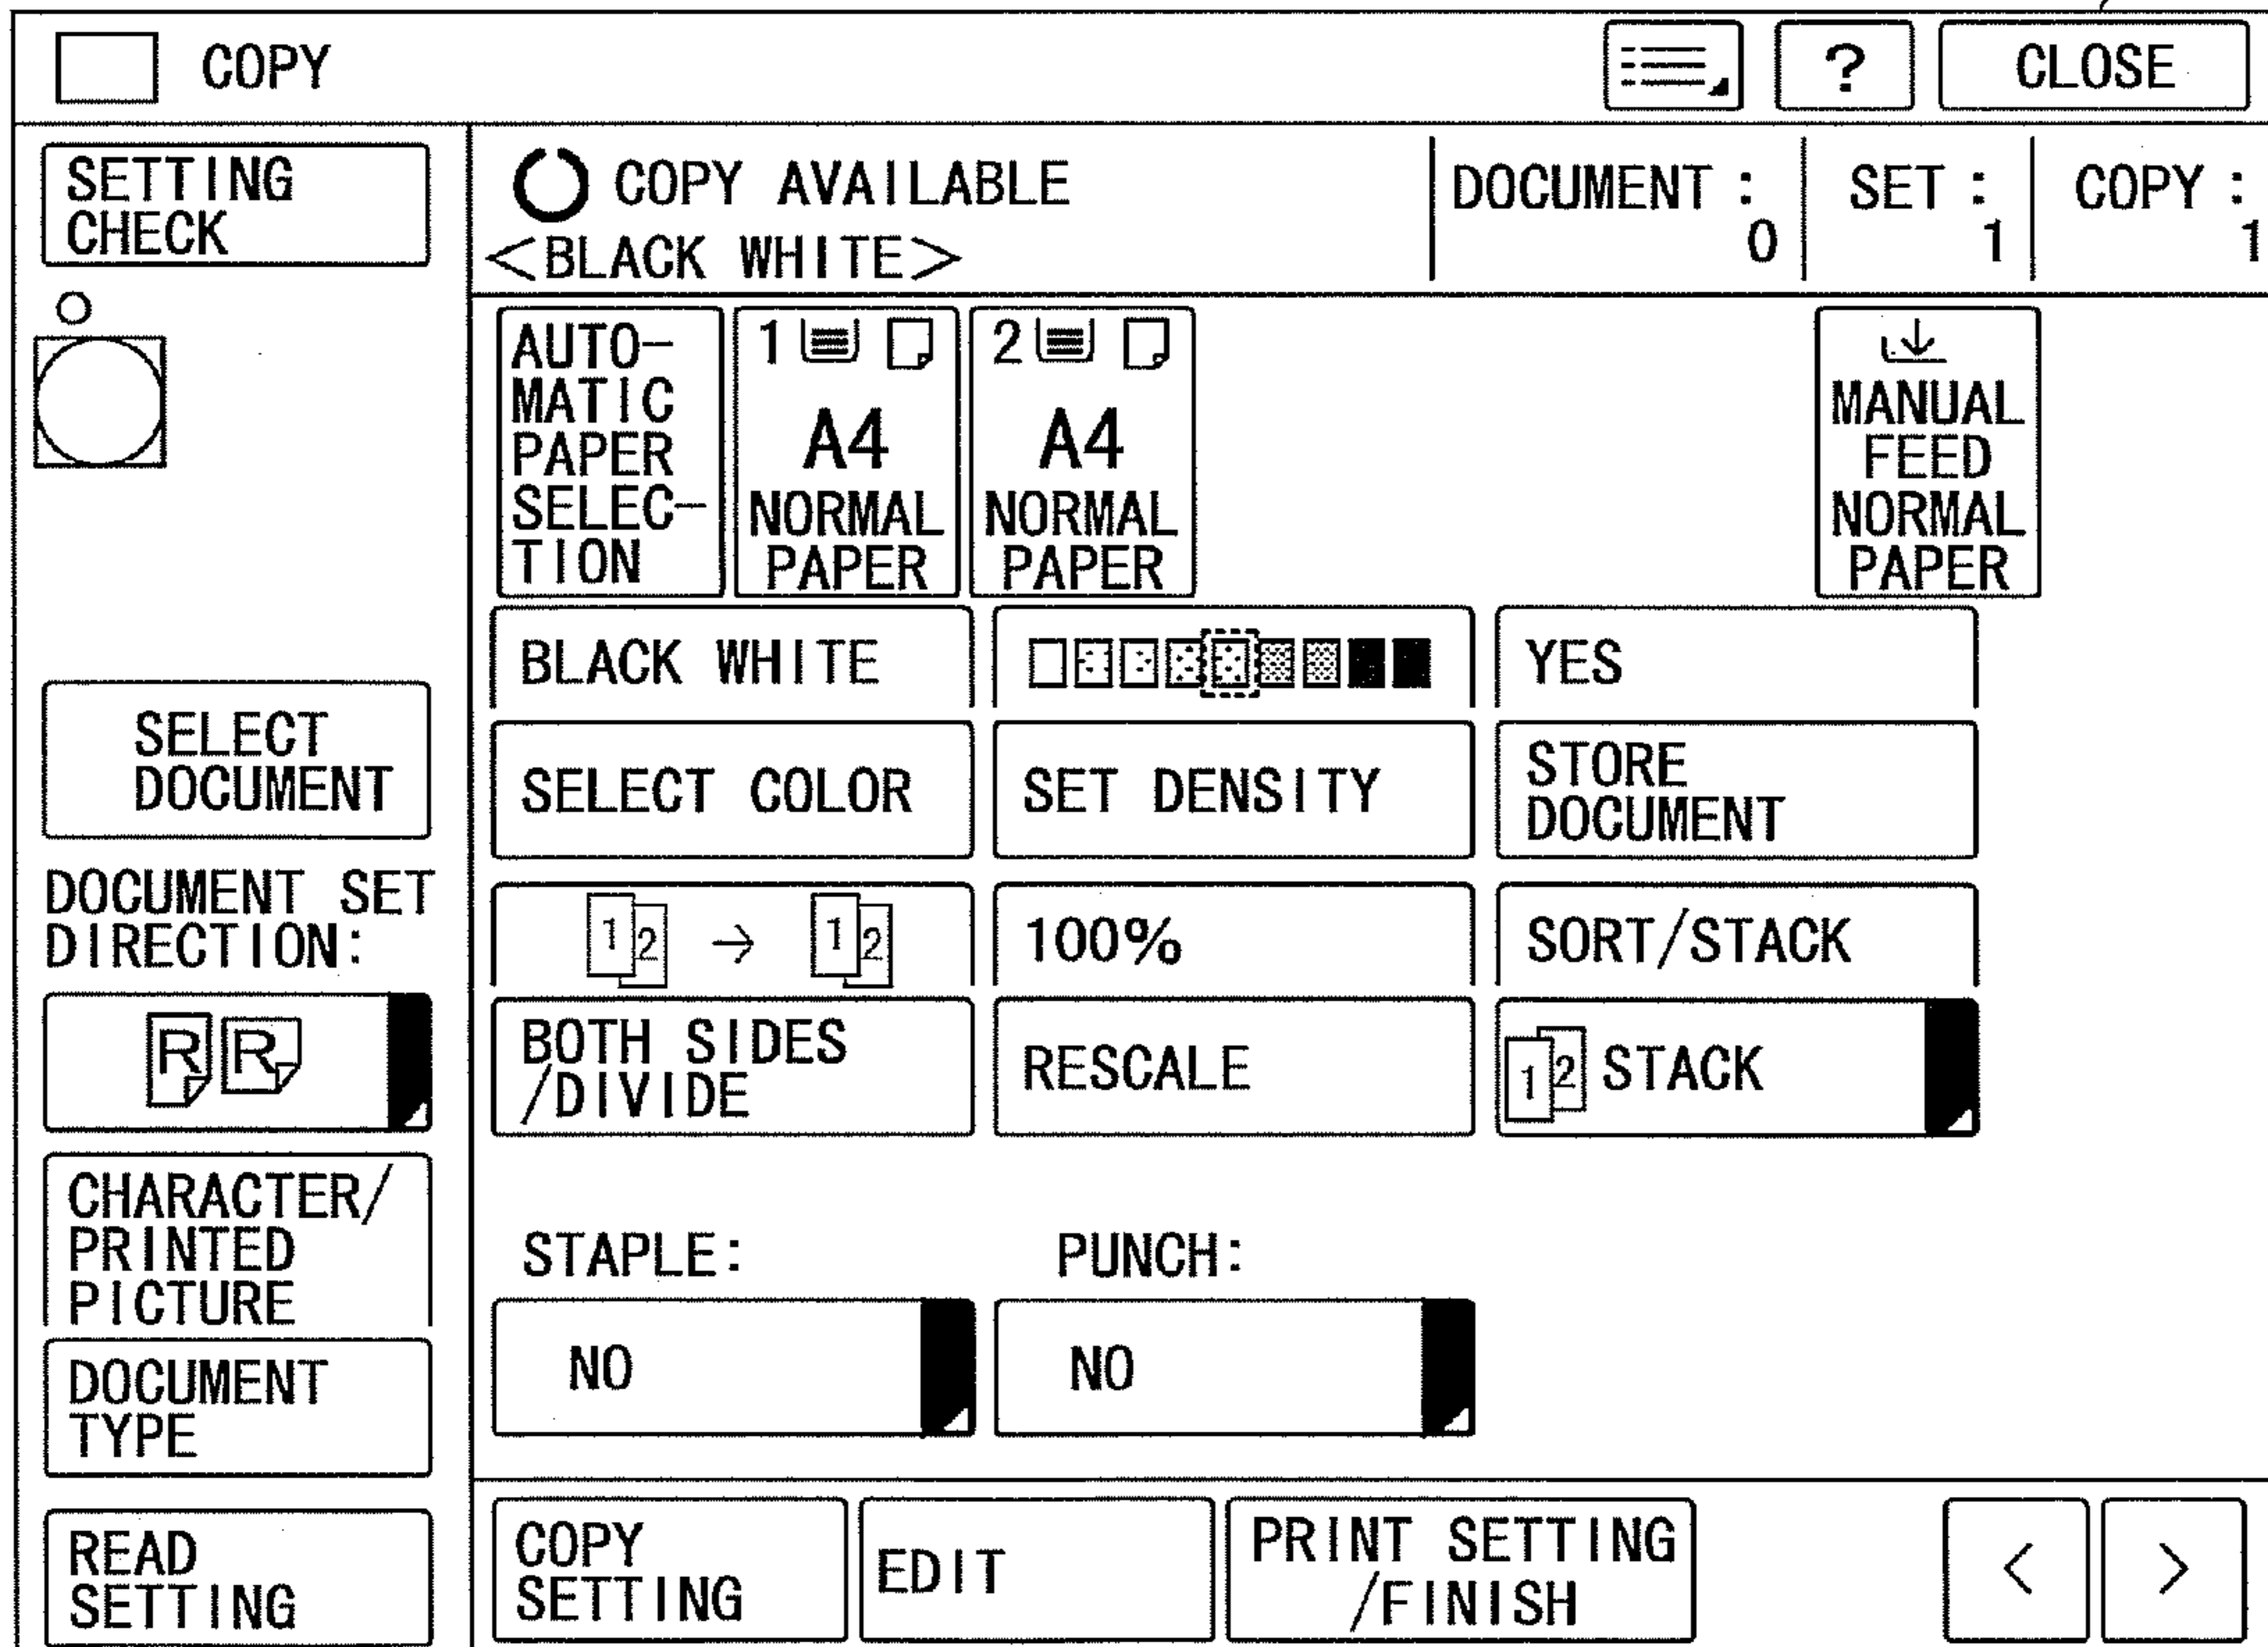 COPY
?
CLOSE
SETTING
CHECK
COPY AVAILABLE
<BLACK WHITE>
DOCUMENT :
0
SET :
1
COPY :
1
AUTO-
MATIC
PAPER
SELEC-
TION
1
A4
NORMAL
PAPER
2
A4
NORMAL
PAPER
MANUAL
FEED
NORMAL
PAPER
BLACK WHITE
YES
SELECT
DOCUMENT
SELECT COLOR
SET DENSITY
STORE
DOCUMENT
DOCUMENT SET
DIRECTION:
R R
1 2 → 1 2
100%
SORT/STACK
BOTH SIDES
/DIVIDE
RESCALE
1 2 STACK
CHARACTER/
PRINTED
PICTURE
DOCUMENT
TYPE
STAPLE:
NO
PUNCH:
NO
READ
SETTING
COPY
SETTING
EDIT
PRINT SETTING
/FINISH
<
>